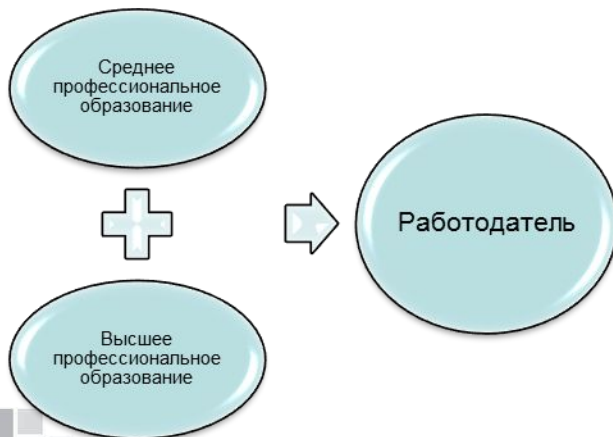 Среднее
профессиональное
образование
Работодатель
Высшее
профессиональное
образование